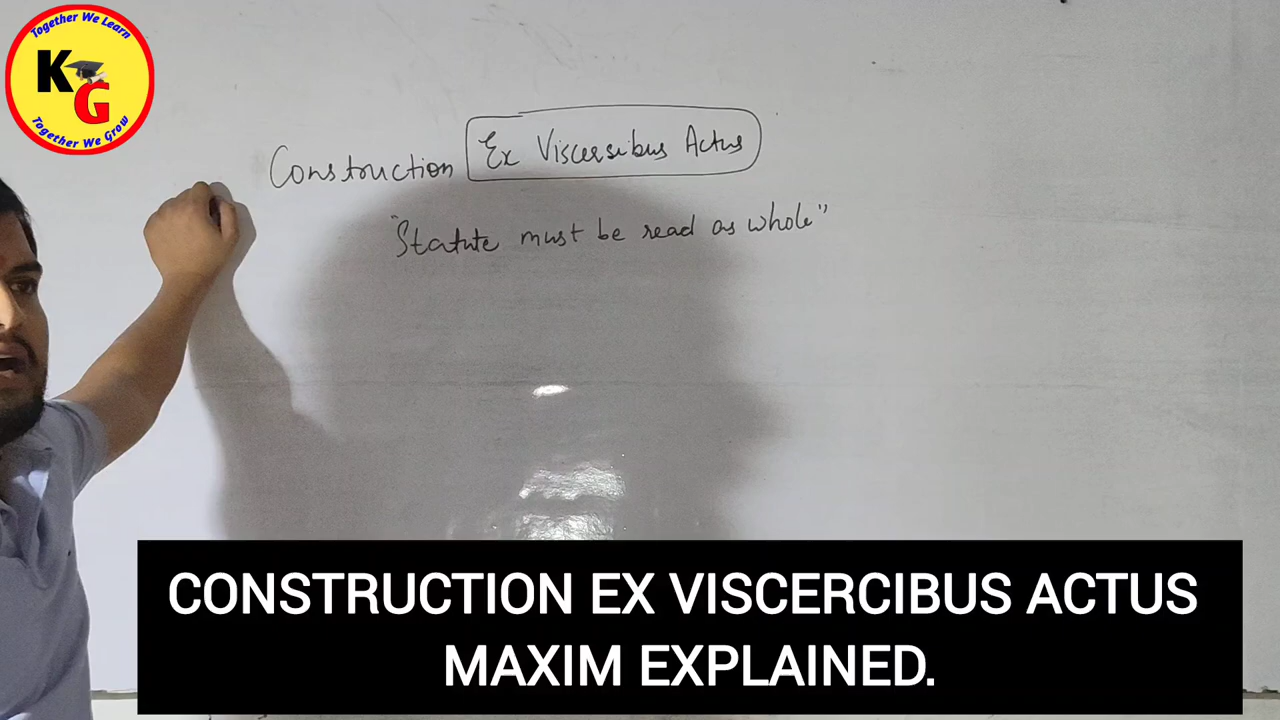 Together We Learn
KG
Together We Grow
Construction Ex Viscersibus Actus
"Statute must be read as whole"
CONSTRUCTION EX VISCERCIBUS ACTUS
MAXIM EXPLAINED.